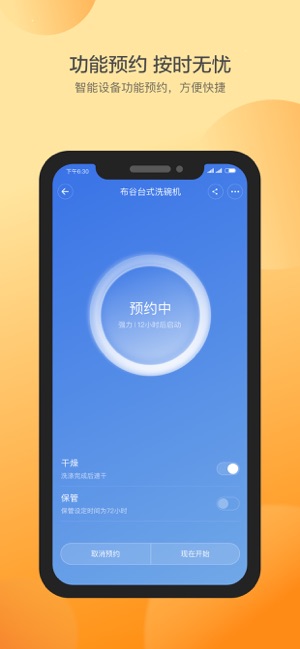 功能预约 按时无忧
智能设备功能预约，方便快捷
下午6:30
布谷台式洗碗机
预约中
强力 | 12小时后启动
干燥
洗涤完成后速干
保管
保管设定时间为72小时
取消预约
现在开始